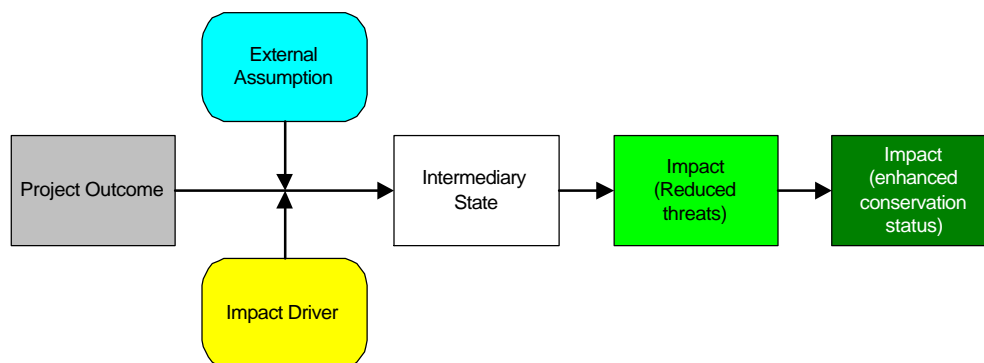 External
Assumption
Project Outcome
Intermediary
State
Impact
(Reduced
threats)
Impact
(enhanced
conservation
status)
Impact Driver